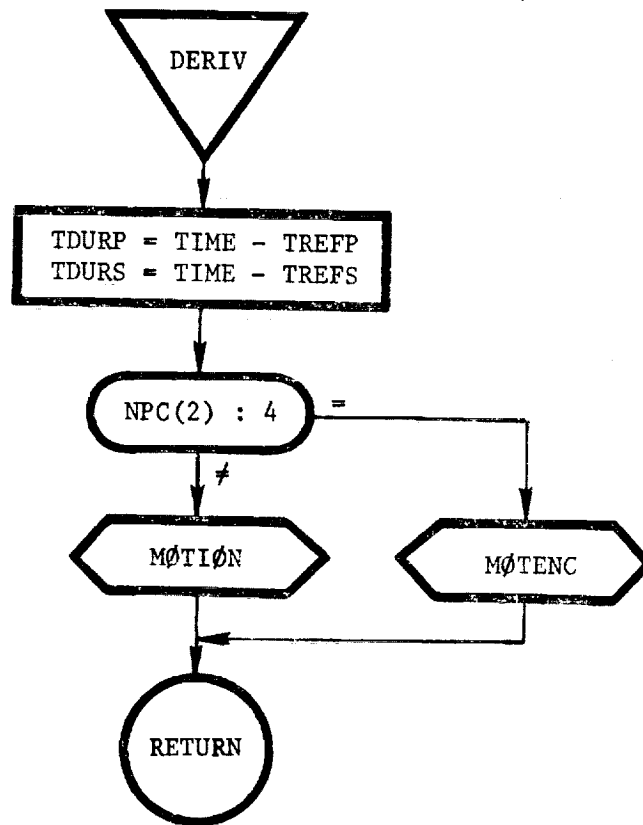 DERIV
TDURP = TIME - TREFP
TDURS = TIME - TREFS
NPC(2) : 4
=
≠
MØTIØN
MØTENC
RETURN